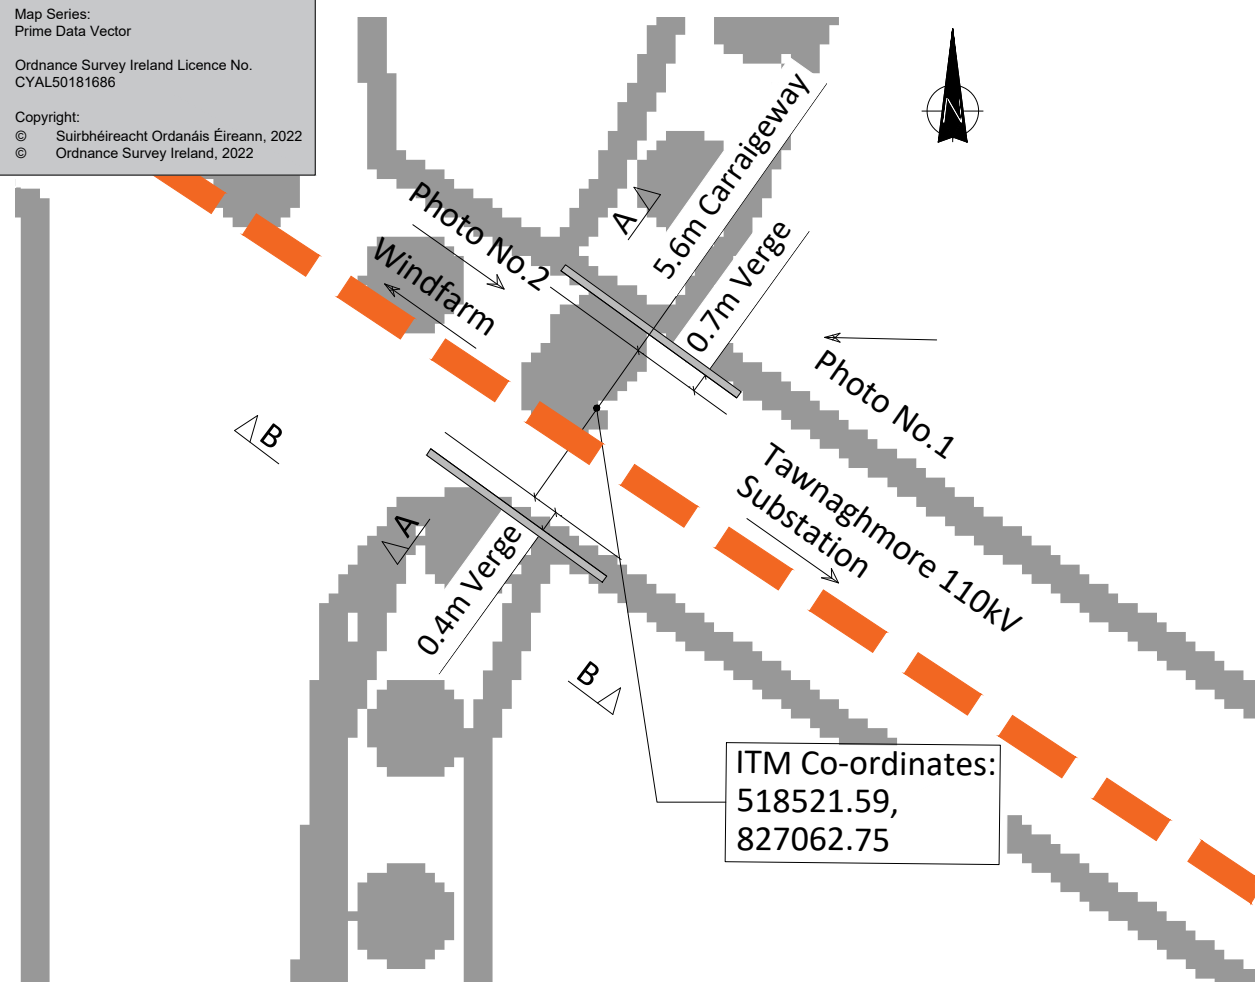 Map Series:
Prime Data Vector
Ordnance Survey Ireland Licence No.
CYAL50181686
Copyright:
© Suirbhéireacht Ordanáis Éireann, 2022
© Ordnance Survey Ireland, 2022
N
5.6m Carraigeway
A
Photo No.2
Windfarm
0.7m Verge
Photo No.1
B
Tawnaghmore 110kV
Substation
A
0.4m Verge
B
ITM Co-ordinates:
518521.59,
827062.75